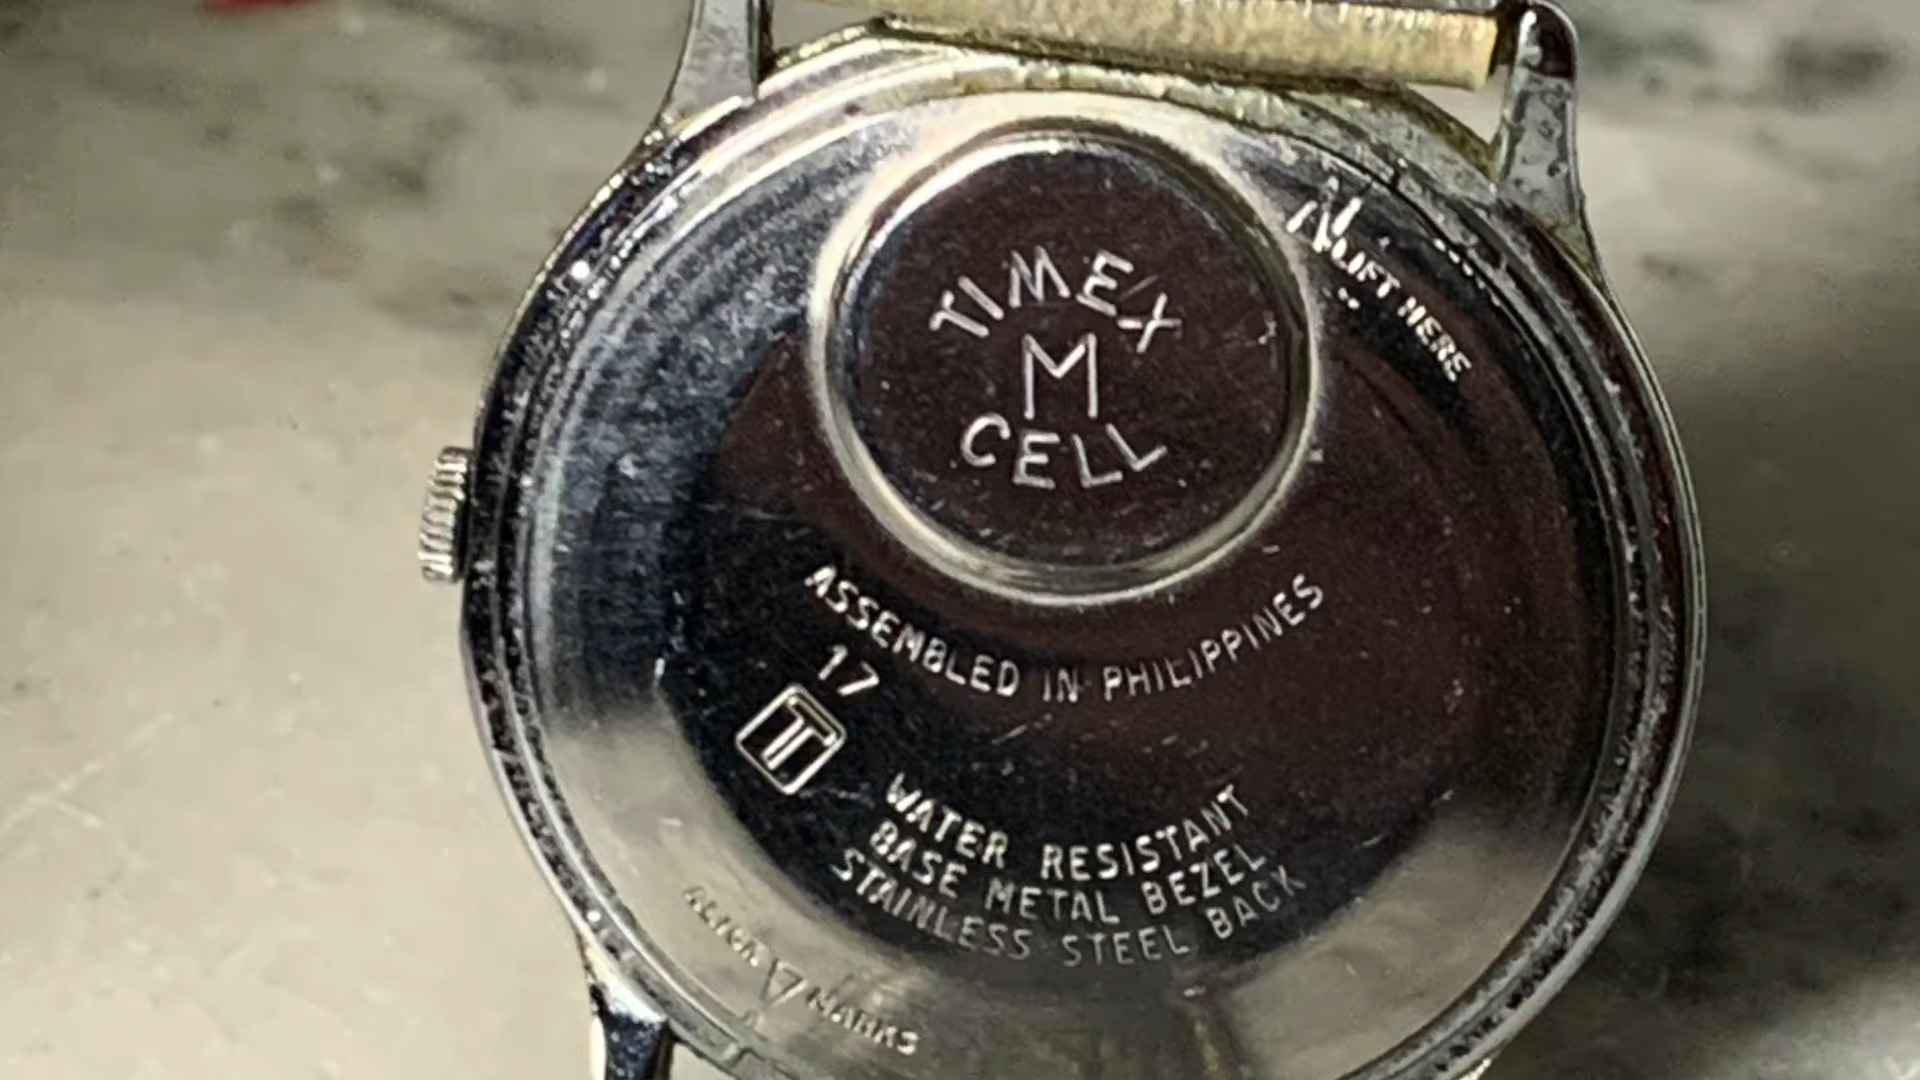 TIMEX
M
CELL
LIFT HERE
ASSEMBLED IN PHILIPPINES
17
T
WATER RESISTANT
BASE METAL BEZEL
STAINLESS STEEL BACK
ALIGN MARKS